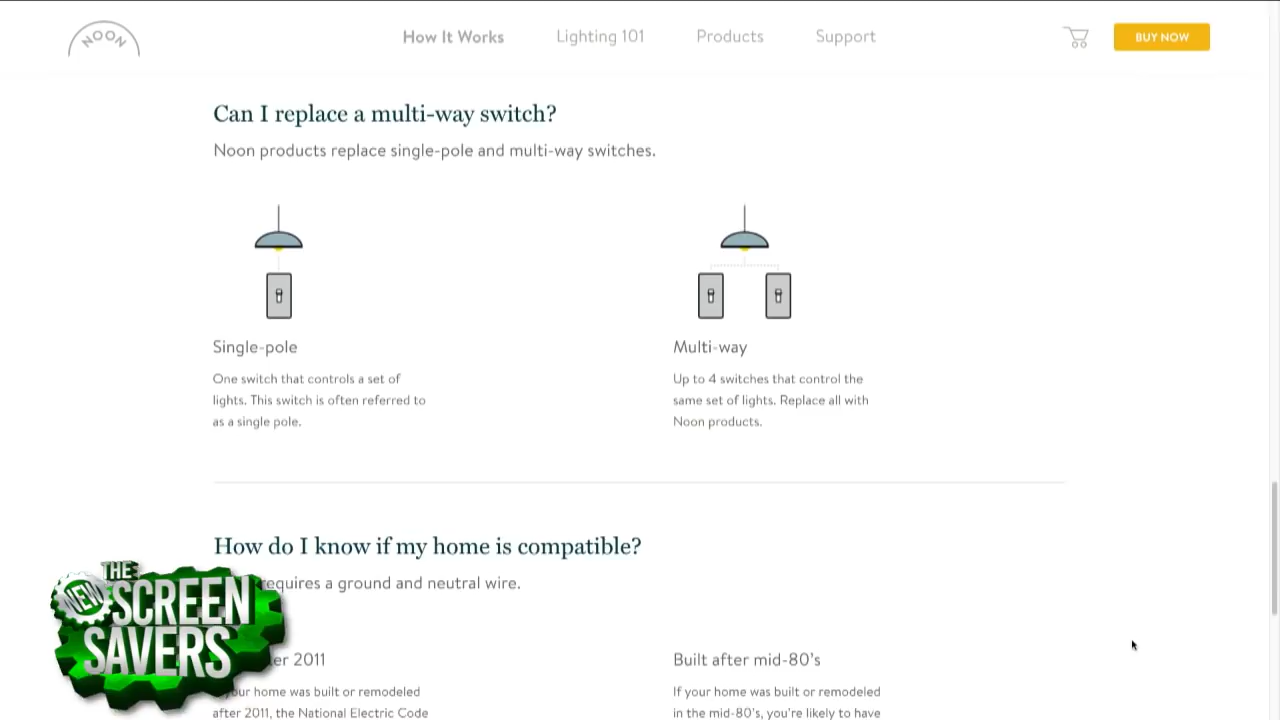 NOON
How It Works
Lighting 101
Products
Support
BUY NOW
Can I replace a multi-way switch?
Noon products replace single-pole and multi-way switches.
Single-pole
One switch that controls a set of
lights. This switch is often referred to
as a single pole.
Multi-way
Up to 4 switches that control the
same set of lights. Replace all with
Noon products.
How do I know if my home is compatible?
requires a ground and neutral wire.
2011
your home was built or remodeled
after 2011, the National Electric Code
Built after mid-80's
If your home was built or remodeled
in the mid-80's, you're likely to have
THE
NEW
SCREEN
SAVERS